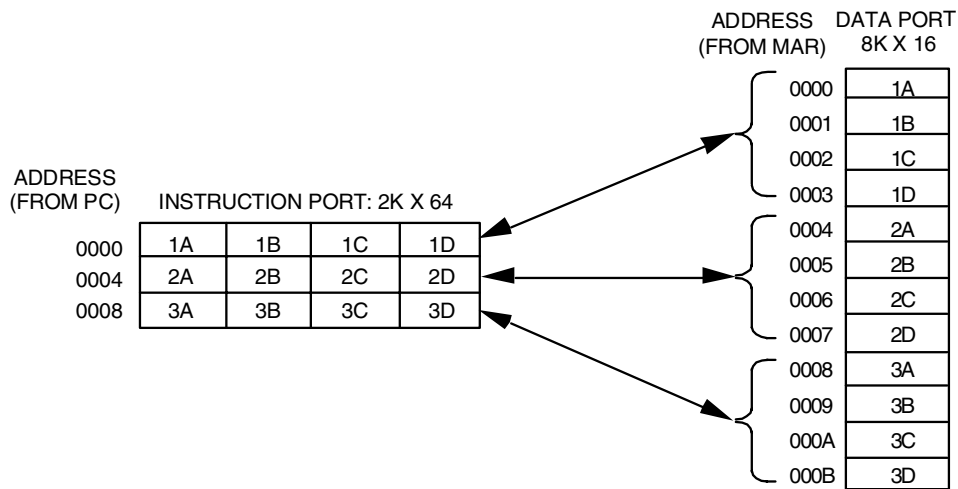 ADDRESS DATA PORT
(FROM MAR) 8K X 16
0000 1A
0001 1B
0002 1C
0003 1D
0004 2A
0005 2B
0006 2C
0007 2D
0008 3A
0009 3B
000A 3C
000B 3D
ADDRESS
(FROM PC) INSTRUCTION PORT: 2K X 64
0000 1A 1B 1C 1D
0004 2A 2B 2C 2D
0008 3A 3B 3C 3D